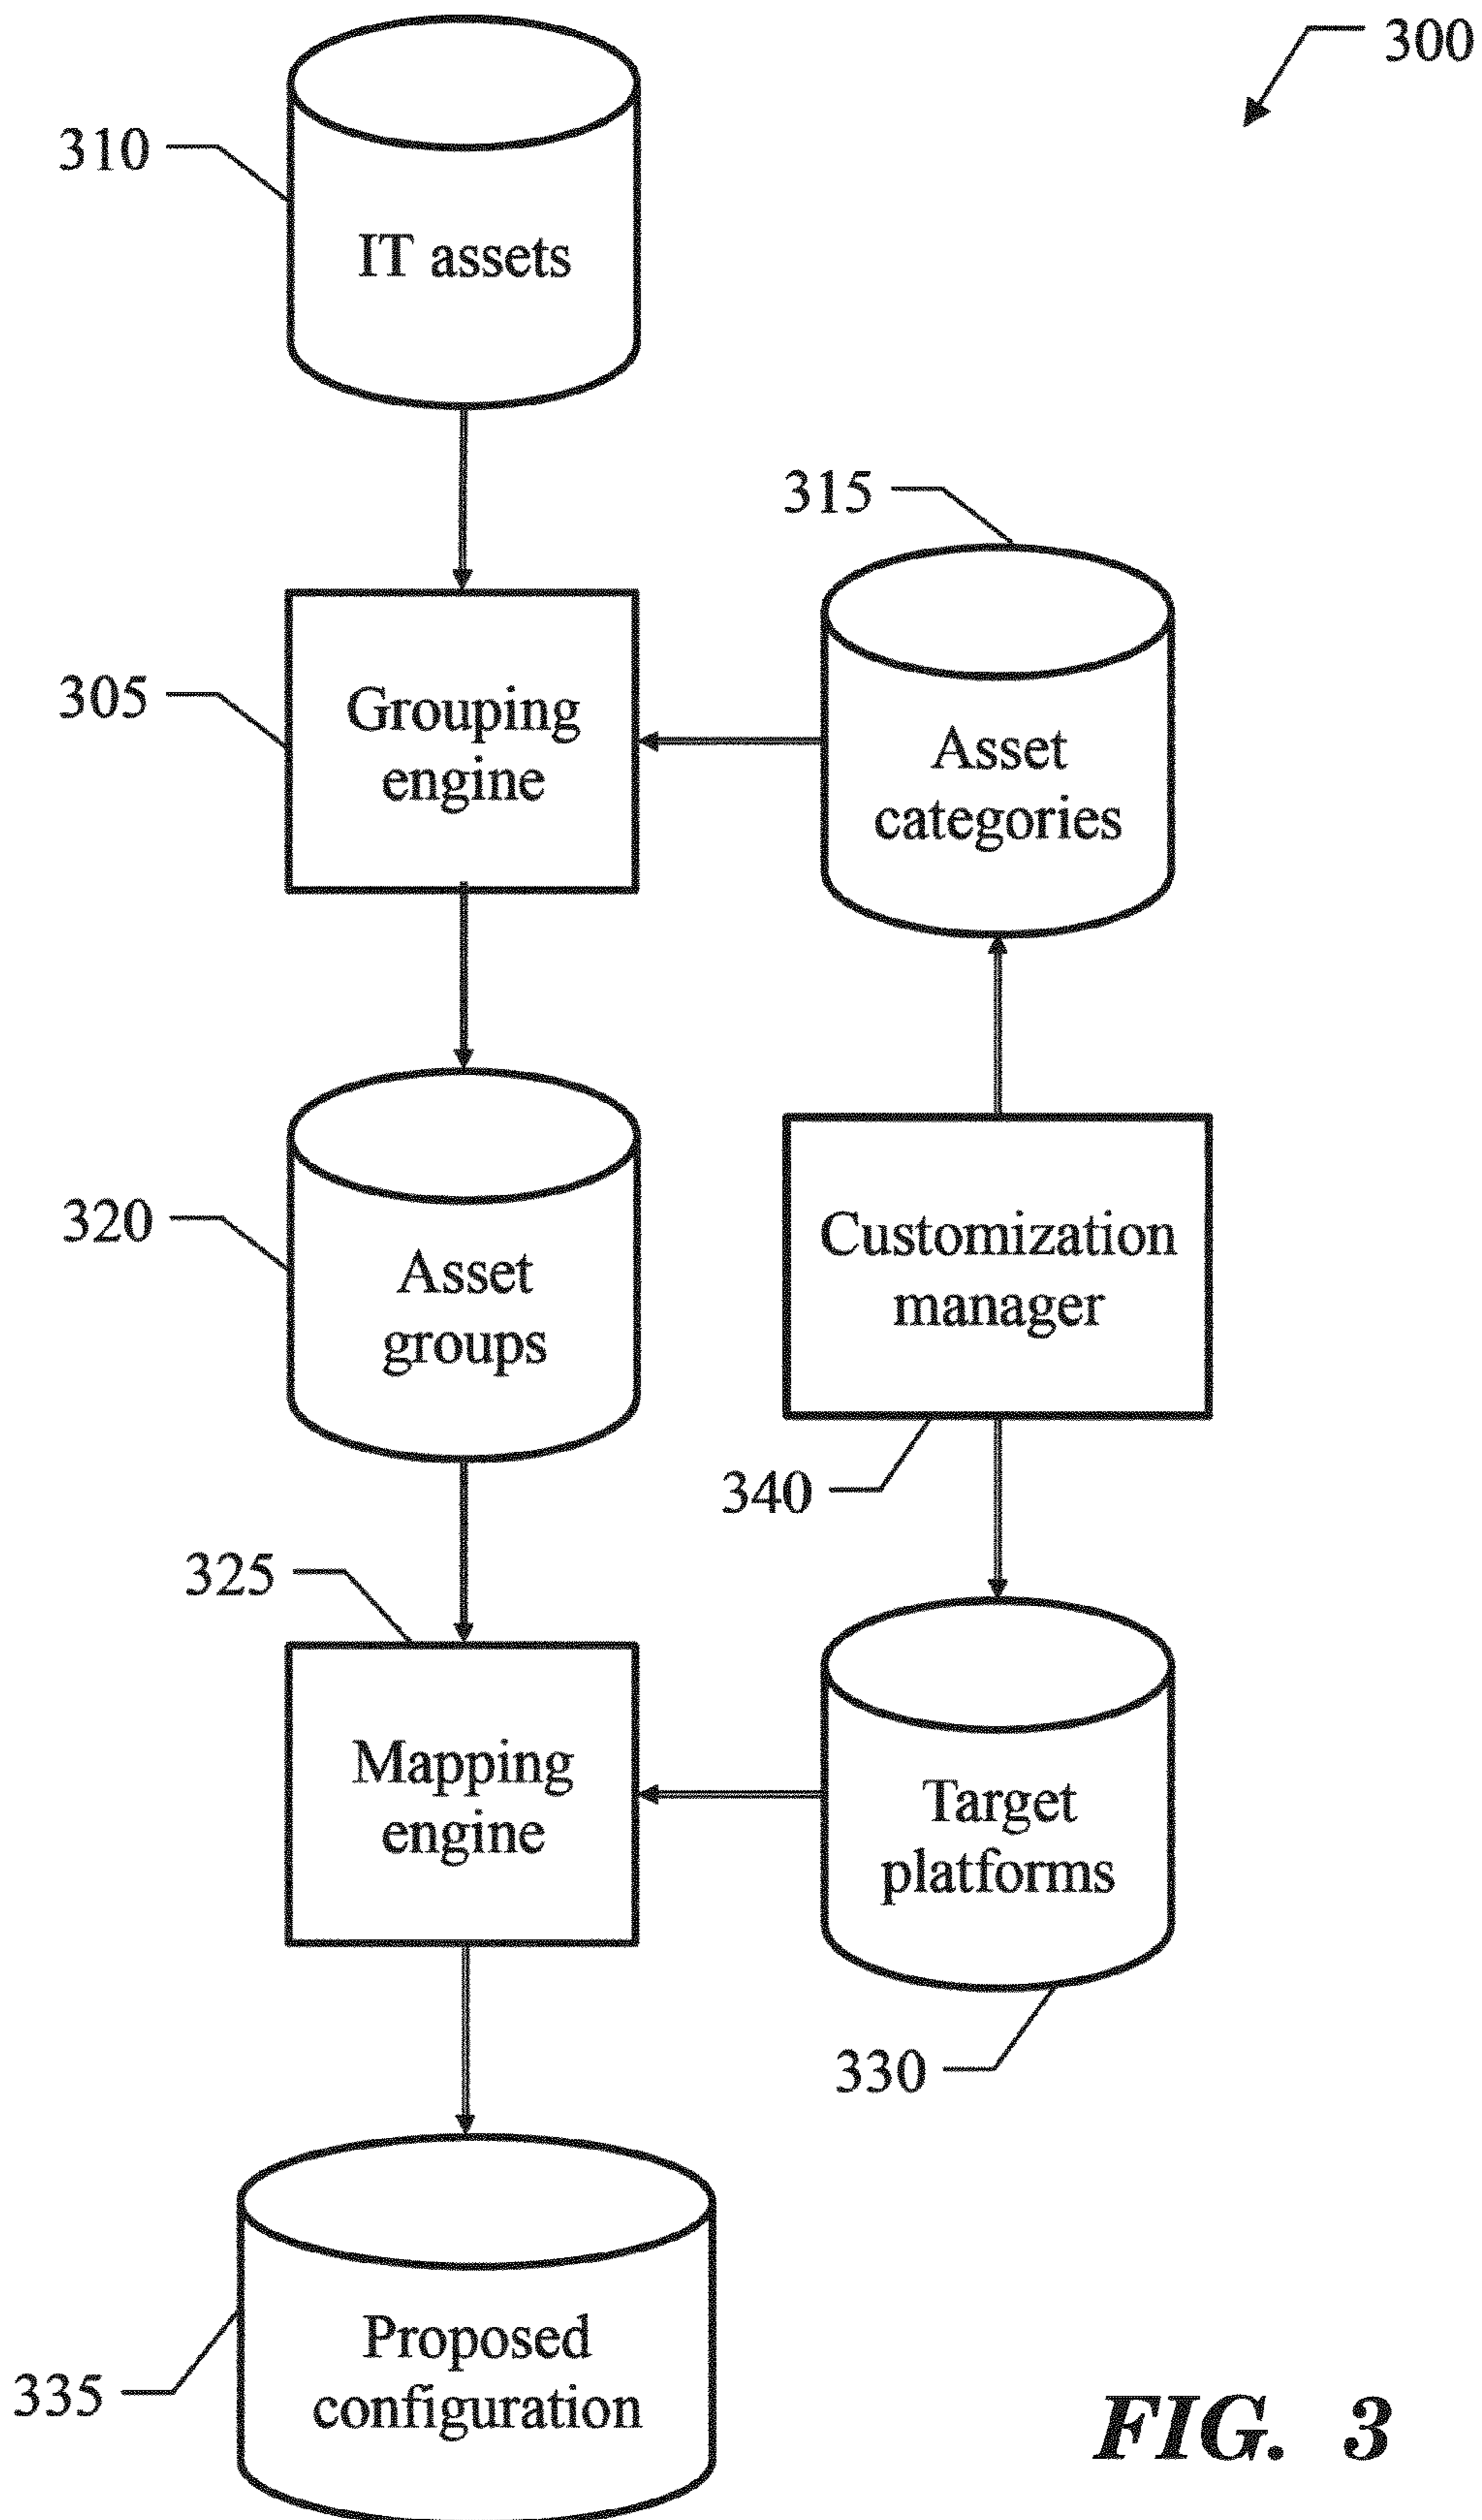 300
310
IT assets
315
305
Grouping
engine
Asset
categories
320
Asset
groups
Customization
manager
340
325
Mapping
engine
Target
platforms
330
335
Proposed
configuration
FIG. 3